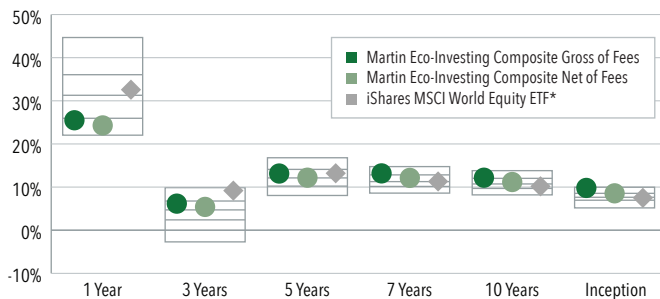 50%
40%
30%
20%
10%
0%
-10%
Martin Eco-Investing Composite Gross of Fees
Martin Eco-Investing Composite Net of Fees
iShares MSCI World Equity ETF*
1 Year
3 Years
5 Years
7 Years
10 Years
Inception